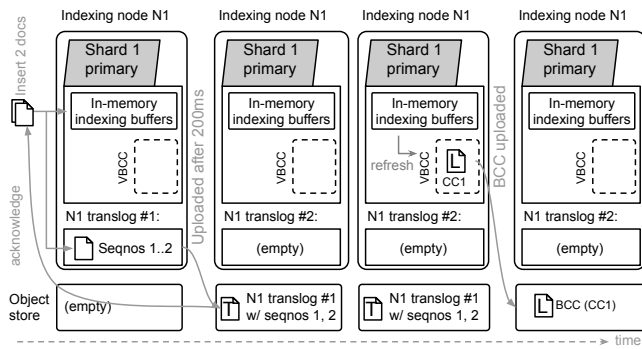 Indexing node N1
Indexing node N1
Indexing node N1
Indexing node N1
Insert 2 docs
Shard 1
primary
In-memory
indexing buffers
VBCC
N1 translog #1:
Seqnos 1..2
acknowledge
Uploaded after 200ms
Shard 1
primary
In-memory
indexing buffers
VBCC
N1 translog #2:
(empty)
Shard 1
primary
In-memory
indexing buffers
refresh
VBCC
L
CC1
N1 translog #2:
(empty)
BCC uploaded
Shard 1
primary
In-memory
indexing buffers
VBCC
N1 translog #2:
(empty)
Object
store
(empty)
T
N1 translog #1
w/ seqnos 1, 2
T
N1 translog #1
w/ seqnos 1, 2
L
BCC (CC1)
time